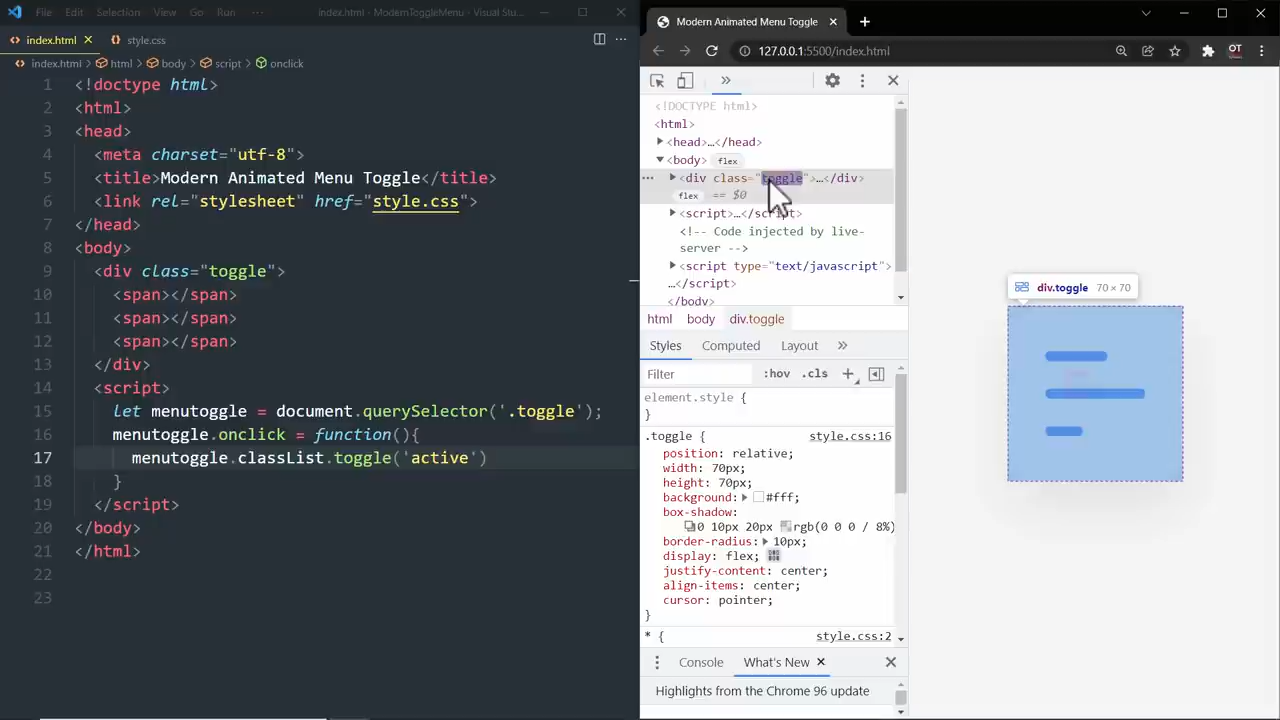 File Edit Selection View Go Run ··· index.html - ModernToggleMenu - Visual Stu...
index.html × style.css
index.html > html > body > script > onclick
1 <!doctype html>
2 <html>
3 <head>
4 <meta charset="utf-8">
5 <title>Modern Animated Menu Toggle</title>
6 <link rel="stylesheet" href="style.css">
7 </head>
8 <body>
9 <div class="toggle">
10 <span></span>
11 <span></span>
12 <span></span>
13 </div>
14 <script>
15 let menutoggle = document.querySelector('.toggle');
16 menutoggle.onclick = function(){
17 menutoggle.classList.toggle('active')
18 }
19 </script>
20 </body>
21 </html>
22
23
Modern Animated Menu Toggle
127.0.0.1:5500/index.html
OT
<!DOCTYPE html>
<html>
<head>…</head>
<body> flex
··· <div class="toggle">…</div>
flex == $0
<script>…</script>
<!-- Code injected by live-
server -->
<script type="text/javascript">
…</script>
</body>
html body div.toggle
Styles Computed Layout
Filter :hov .cls +
element.style {
}
.toggle { style.css:16
position: relative;
width: 70px;
height: 70px;
background: #fff;
box-shadow:
0 10px 20px rgb(0 0 0 / 8%)
border-radius: 10px;
display: flex;
justify-content: center;
align-items: center;
cursor: pointer;
}
* { style.css:2
Console What's New ×
Highlights from the Chrome 96 update
div.toggle 70 × 70